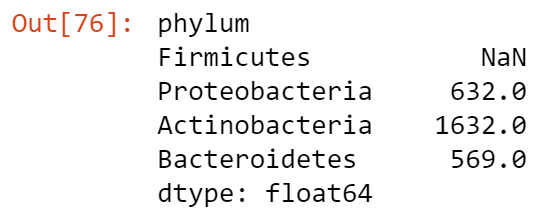 Out[76]: phylum
Firmicutes NaN
Proteobacteria 632.0
Actinobacteria 1632.0
Bacteroidetes 569.0
dtype: float64